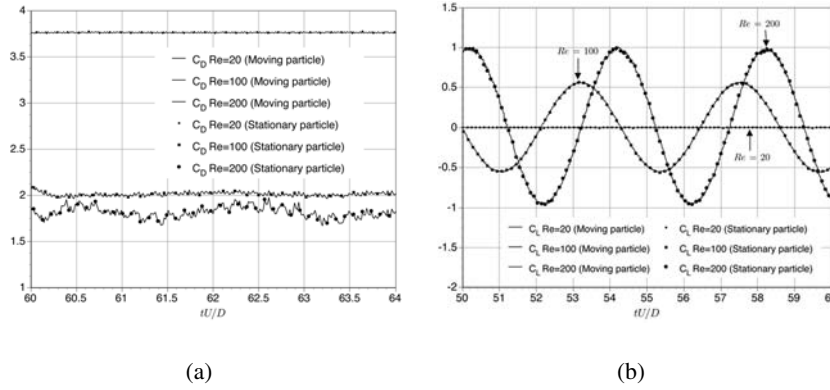 4
3.5
3
2.5
2
1.5
1
C_D Re=20 (Moving particle)
C_D Re=100 (Moving particle)
C_D Re=200 (Moving particle)
C_D Re=20 (Stationary particle)
C_D Re=100 (Stationary particle)
C_D Re=200 (Stationary particle)
60 61 61.5 62 62.5 63 63.5 64
tU/D
(a)
1.5
1
0.5
0
-0.5
-1
-1.5
-2
Re = 100
Re = 200
Re = 20
C_L Re=20 (Moving particle) C_L Re=20 (Stationary particle)
C_L Re=100 (Moving particle) C_L Re=100 (Stationary particle)
C_L Re=200 (Moving particle) C_L Re=200 (Stationary particle)
50 51 52 53 54 55 56 57 58 59
tU/D
(b)